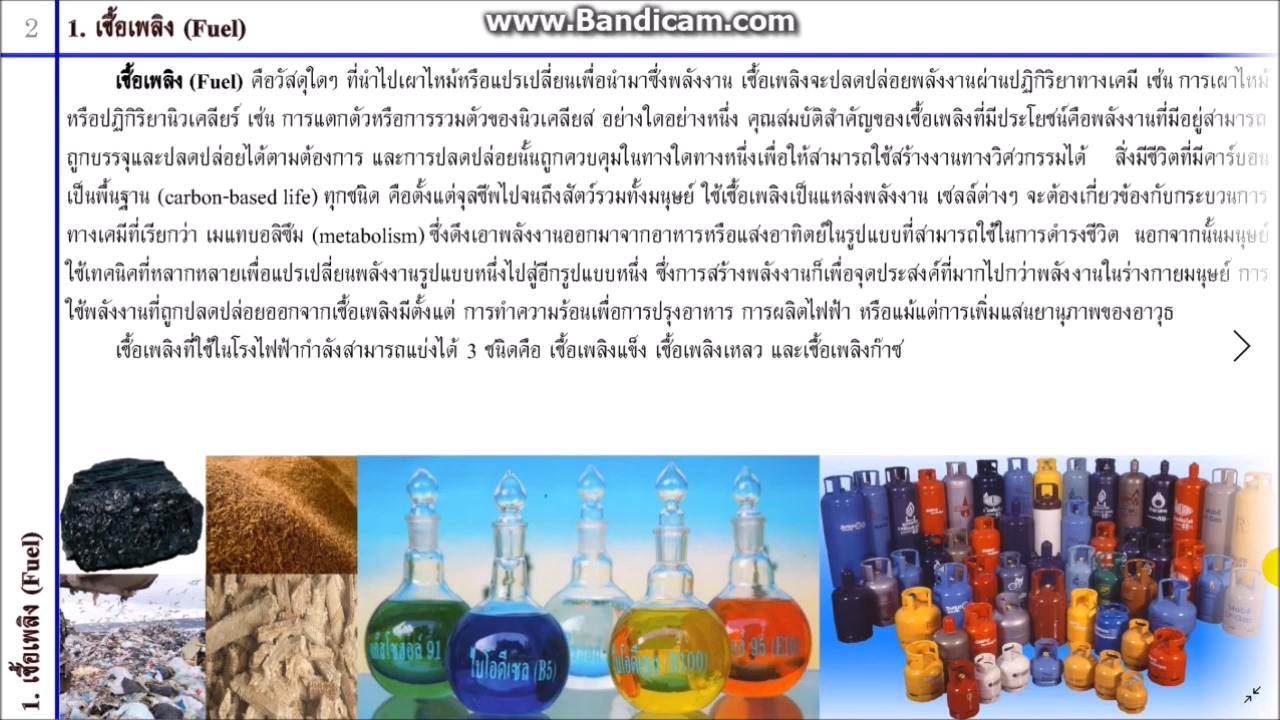 2
1. เชื้อเพลิง (Fuel)
www.Bandicam.com
เชื้อเพลิง (Fuel) คือวัสดุใดๆ ที่นำไปเผาไหม้หรือแปรเปลี่ยนเพื่อนำมาซึ่งพลังงาน เชื้อเพลิงจะปลดปล่อยพลังงานผ่านปฏิกิริยาทางเคมี เช่น การเผาไหม้
หรือปฏิกิริยานิวเคลียร์ เช่น การแตกตัวหรือการรวมตัวของนิวเคลียส อย่างใดอย่างหนึ่ง คุณสมบัติสำคัญของเชื้อเพลิงที่มีประโยชน์คือพลังงานที่มีอยู่สามารถ
ถูกบรรจุและปลดปล่อยได้ตามต้องการ และการปลดปล่อยนั้นถูกควบคุมในทางใดทางหนึ่งเพื่อให้สามารถใช้สร้างงานทางวิศวกรรมได้ สิ่งมีชีวิตที่มีคาร์บอน
เป็นพื้นฐาน (carbon-based life) ทุกชนิด คือตั้งแต่จุลชีพไปจนถึงสัตว์รวมทั้งมนุษย์ ใช้เชื้อเพลิงเป็นแหล่งพลังงาน เซลล์ต่างๆ จะต้องเกี่ยวข้องกับกระบวนการ
ทางเคมีที่เรียกว่า เมแทบอลิซึม (metabolism) ซึ่งดึงเอาพลังงานออกมาจากอาหารหรือแสงอาทิตย์ในรูปแบบที่สามารถใช้ในการดำรงชีวิต นอกจากนั้นมนุษย์
ใช้เทคนิคที่หลากหลายเพื่อแปรเปลี่ยนพลังงานรูปแบบหนึ่งไปสู่อีกรูปแบบหนึ่ง ซึ่งการสร้างพลังงานก็เพื่อจุดประสงค์ที่มากไปกว่าพลังงานในร่างกายมนุษย์ การ
ใช้พลังงานที่ถูกปลดปล่อยออกจากเชื้อเพลิงมีตั้งแต่ การทำความร้อนเพื่อการปรุงอาหาร การผลิตไฟฟ้า หรือแม้แต่การเพิ่มแสนยานุภาพของอาวุธ
เชื้อเพลิงที่ใช้ในโรงไฟฟ้ากำลังสามารถแบ่งได้ 3 ชนิดคือ เชื้อเพลิงแข็ง เชื้อเพลิงเหลว และเชื้อเพลิงก๊าซ
1. เชื้อเพลิง (Fuel)
91
ไบโอดีเซล (B5)
ไบโอดีเซล (B100)
95 (E10)